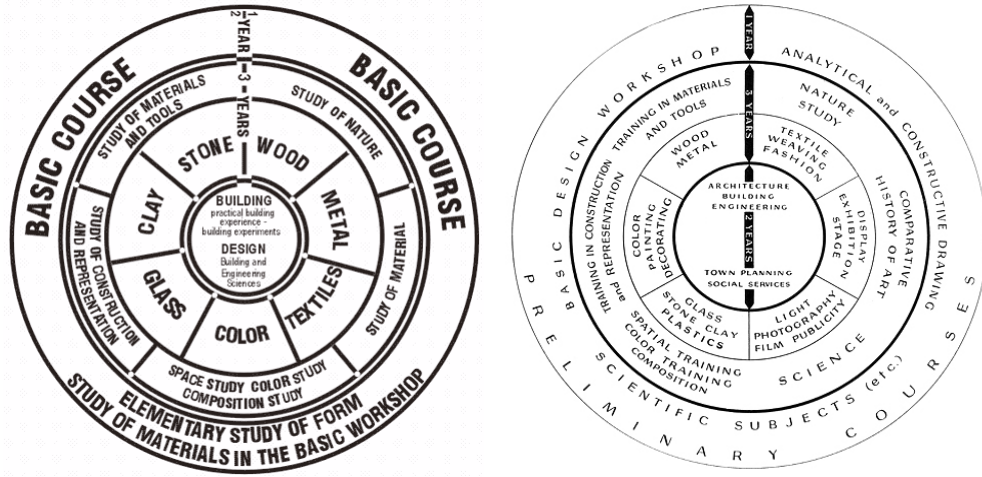 BASIC COURSE
BASIC COURSE
1
2
YEAR
3 - YEARS
STUDY OF MATERIALS
AND TOOLS
STUDY OF NATURE
STONE
WOOD
CLAY
METAL
GLASS
TEXTILES
COLOR
BUILDING
practical building
experience -
building experiments
DESIGN
Building and
Engineering
Sciences
STUDY OF CONSTRUCTION
AND REPRESENTATION
STUDY OF MATERIAL
SPACE STUDY COLOR STUDY
COMPOSITION STUDY
ELEMENTARY STUDY OF FORM
STUDY OF MATERIALS IN THE BASIC WORKSHOP
1 YEAR
3 YEARS
2 YEARS
BASIC DESIGN WORKSHOP
ANALYTICAL and CONSTRUCTIVE DRAWING
TRAINING IN MATERIALS
AND TOOLS
NATURE
STUDY
WOOD
METAL
TEXTILE
WEAVING
FASHION
ARCHITECTURE
BUILDING
ENGINEERING
TOWN PLANNING
SOCIAL SERVICES
TRAINING IN CONSTRUCTION
and REPRESENTATION
COLOR
PAINTING
DECORATING
DISPLAY
EXHIBITION
STAGE
COMPARATIVE
HISTORY OF ART
GLASS
STONE CLAY
PLASTICS
LIGHT
PHOTOGRAPHY
FILM PUBLICITY
SPATIAL TRAINING
COLOR TRAINING
COMPOSITION
SCIENCE
SCIENTIFIC SUBJECTS (etc.)
PRELIMINARY COURSES